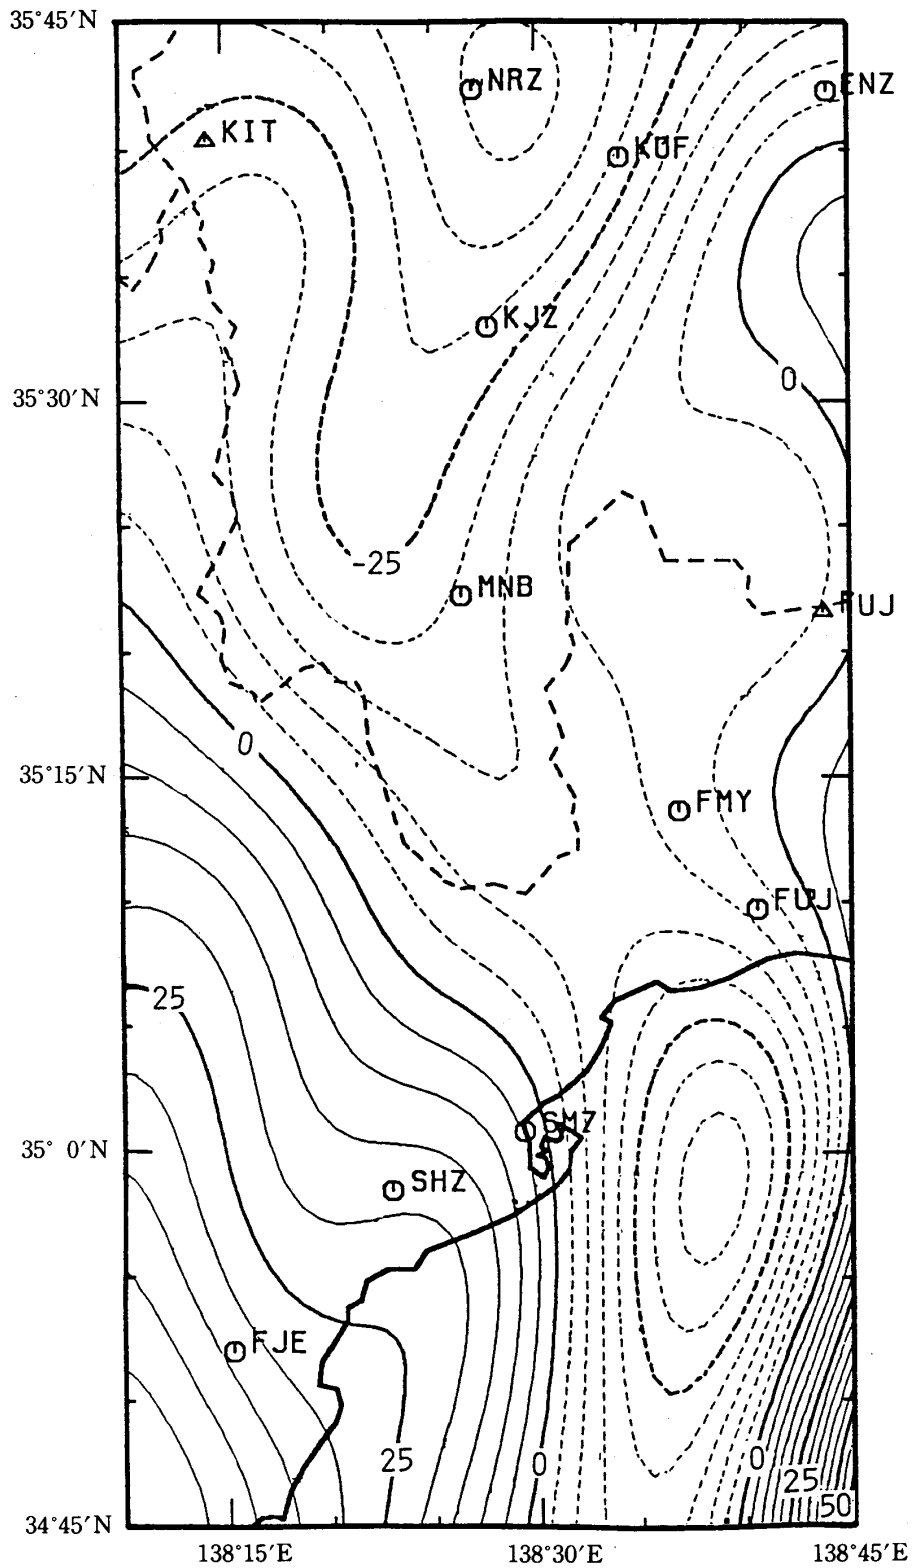 35°45′N
NRZ
ENZ
KIT
KOF
KJZ
0
35°30′N
-25
MNB
FUJ
0
35°15′N
FMY
FUJ
25
SMZ
35° 0′N
SHZ
FJE
25
0
0
25
50
34°45′N
138°15′E
138°30′E
138°45′E